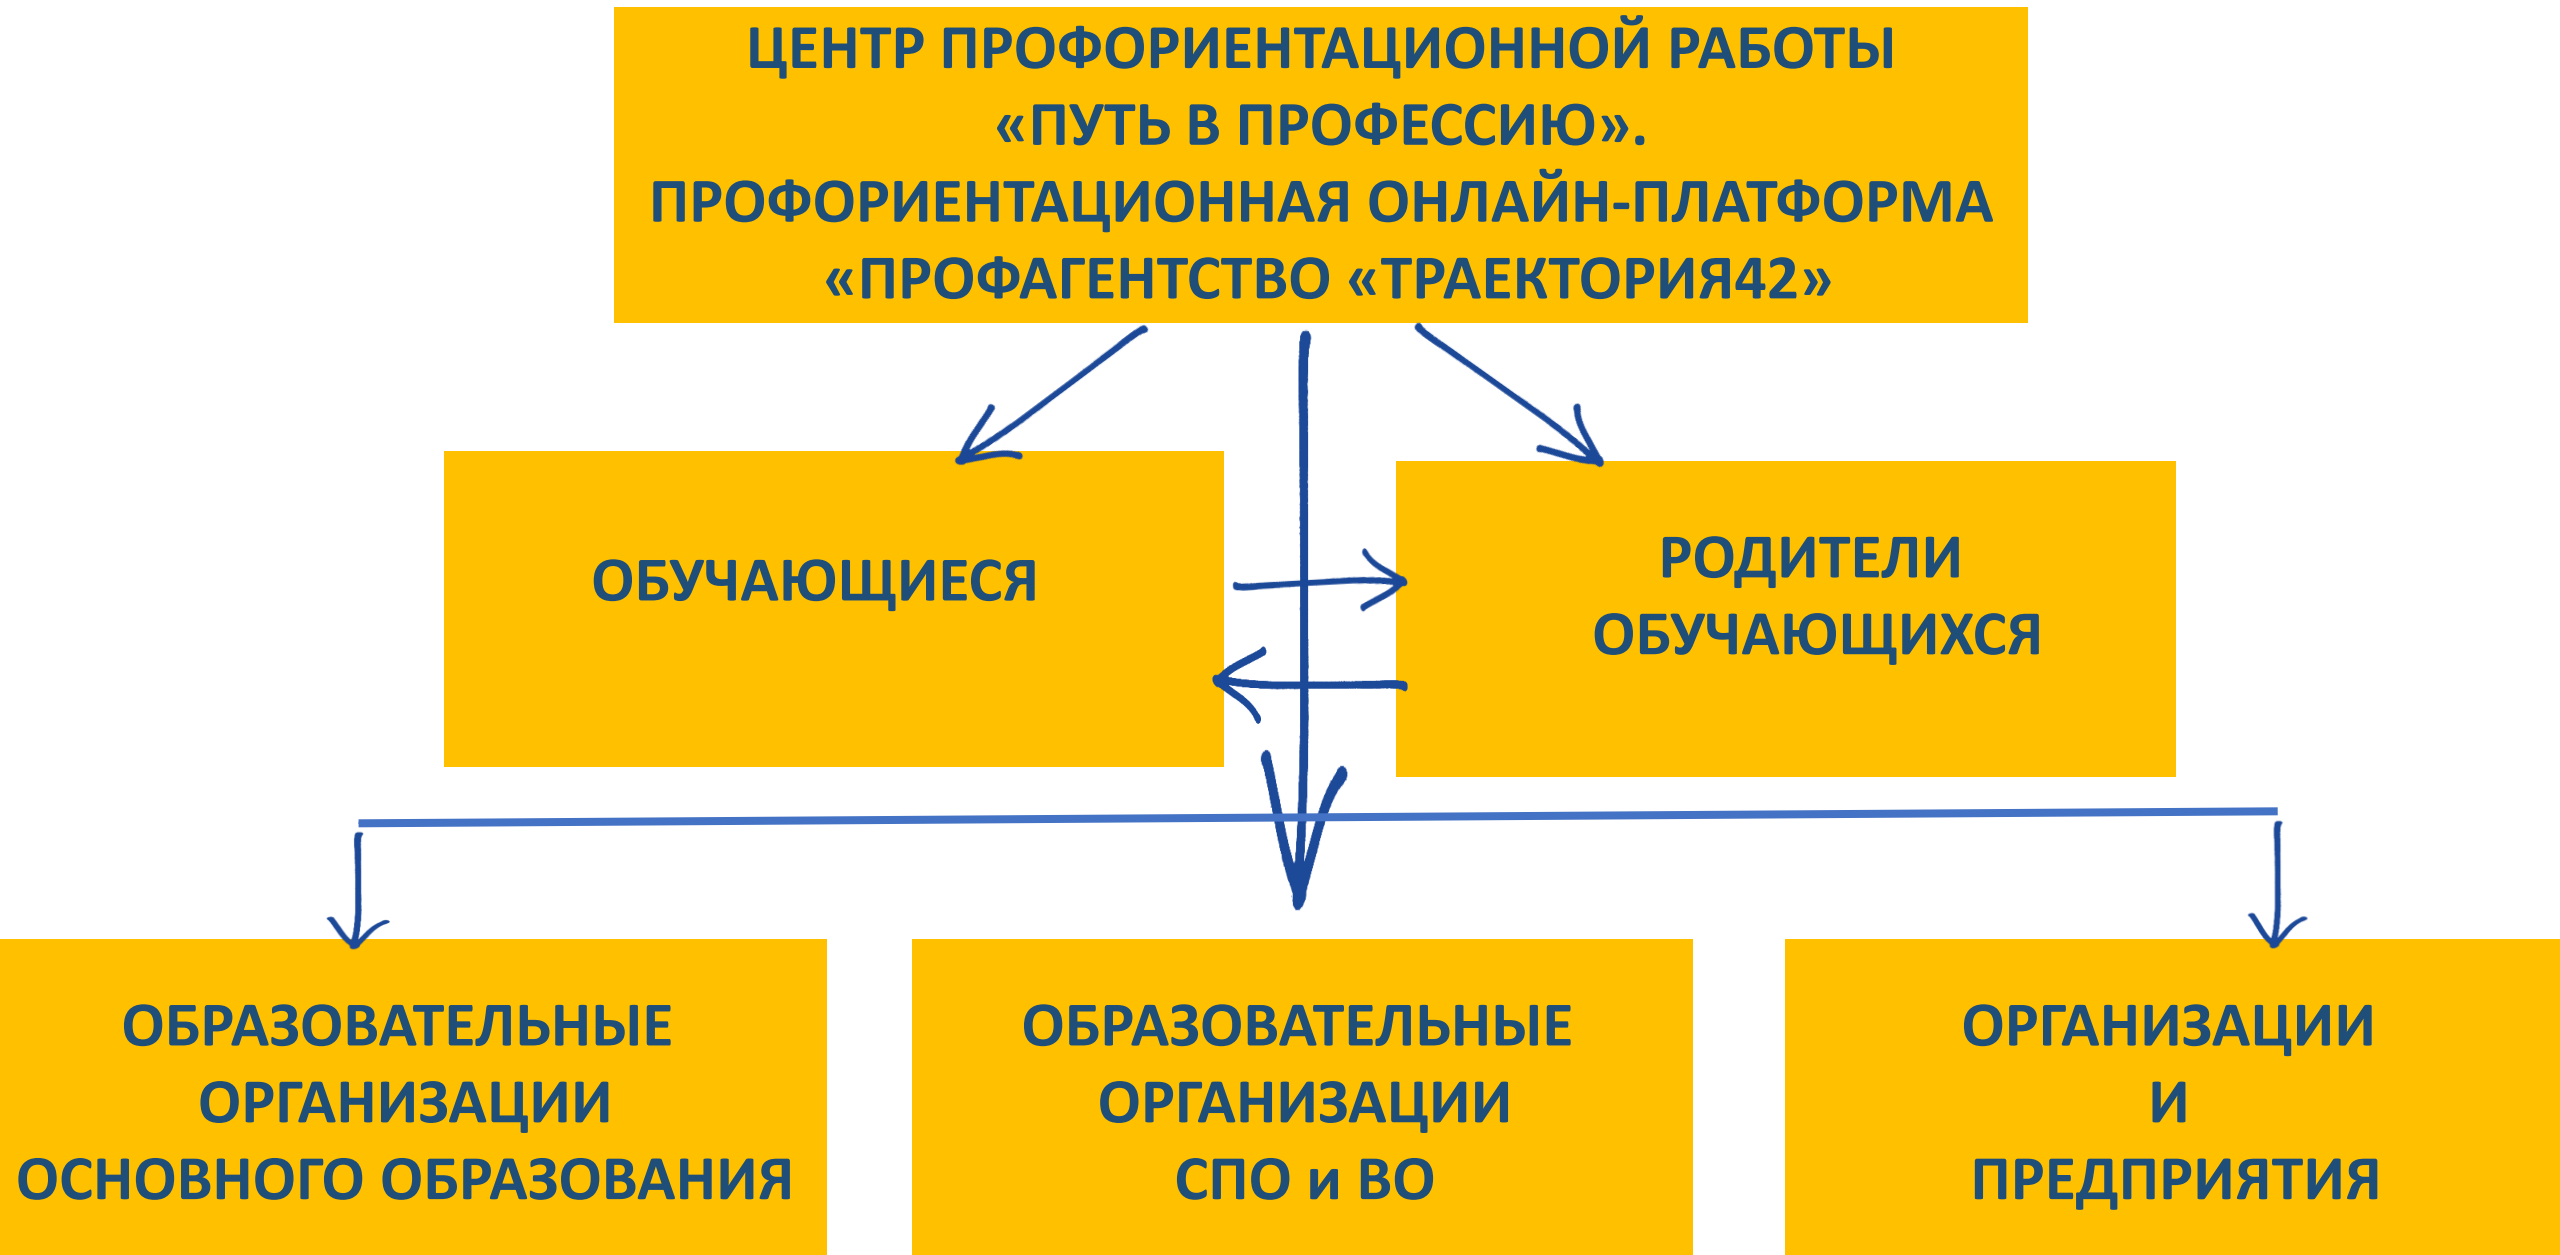 ЦЕНТР ПРОФОРИЕНТАЦИОННОЙ РАБОТЫ
«ПУТЬ В ПРОФЕССИЮ».
ПРОФОРИЕНТАЦИОННАЯ ОНЛАЙН-ПЛАТФОРМА
«ПРОФАГЕНТСТВО «ТРАЕКТОРИЯ42»
ОБУЧАЮЩИЕСЯ
РОДИТЕЛИ
ОБУЧАЮЩИХСЯ
ОБРАЗОВАТЕЛЬНЫЕ
ОРГАНИЗАЦИИ
ОСНОВНОГО ОБРАЗОВАНИЯ
ОБРАЗОВАТЕЛЬНЫЕ
ОРГАНИЗАЦИИ
СПО и ВО
ОРГАНИЗАЦИИ
И
ПРЕДПРИЯТИЯ